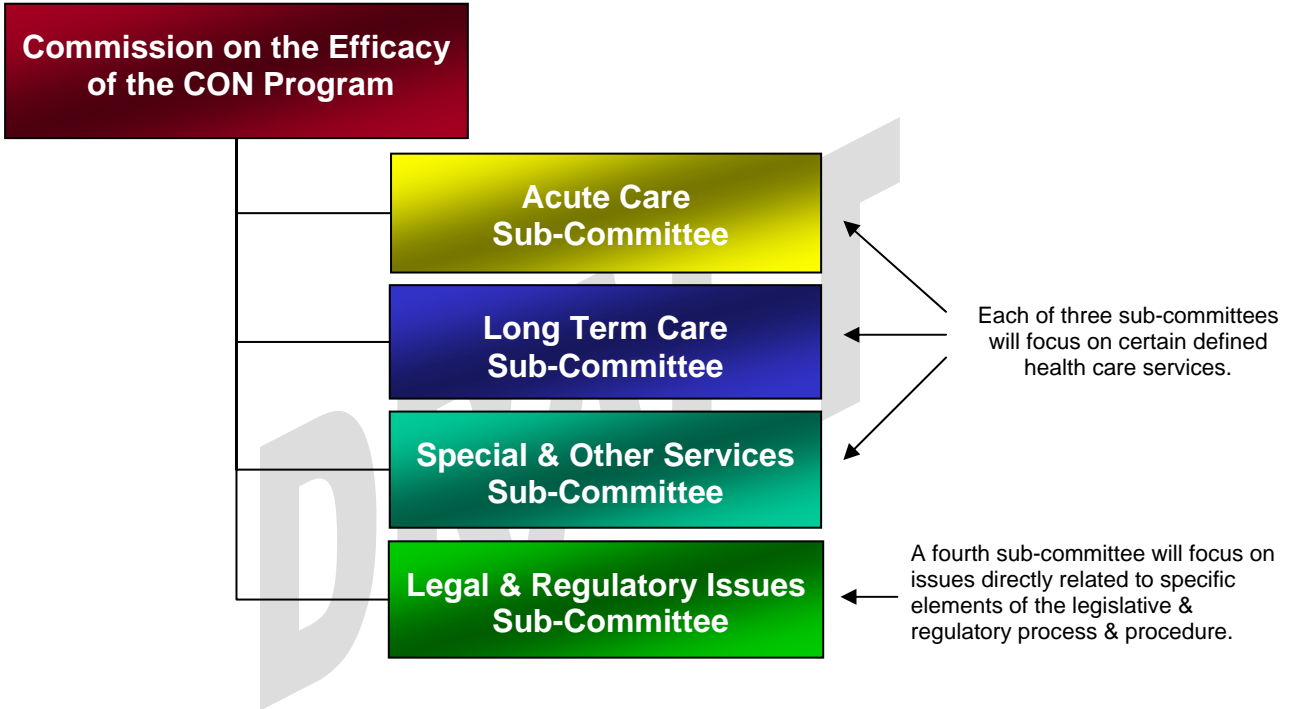 Commission on the Efficacy
of the CON Program
Acute Care
Sub-Committee
Long Term Care
Sub-Committee
Special & Other Services
Sub-Committee
Legal & Regulatory Issues
Sub-Committee
Each of three sub-committees
will focus on certain defined
health care services.
A fourth sub-committee will focus on
issues directly related to specific
elements of the legislative &
regulatory process & procedure.
DRAFT